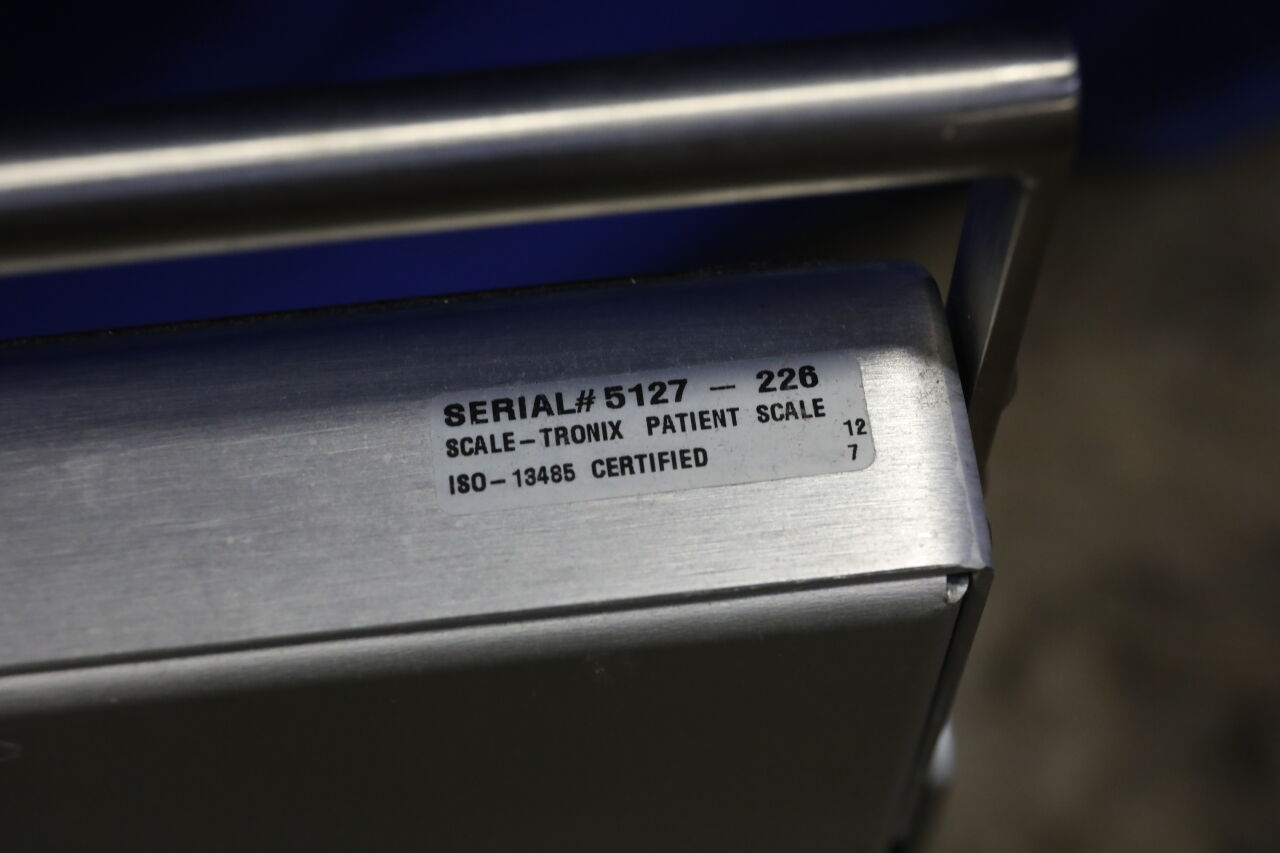 SERIAL# 5127 – 226
SCALE–TRONIX PATIENT SCALE
12
ISO–13485 CERTIFIED
7